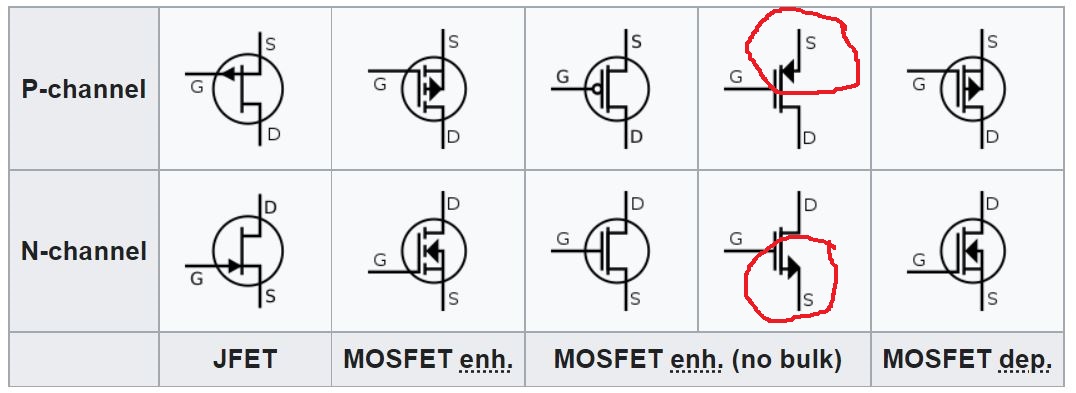 P-channel
G S D
G S D
G S D
G S D
G S D
N-channel
G D S
G D S
G D S
G D S
G D S
JFET
MOSFET enh.
MOSFET enh. (no bulk)
MOSFET dep.